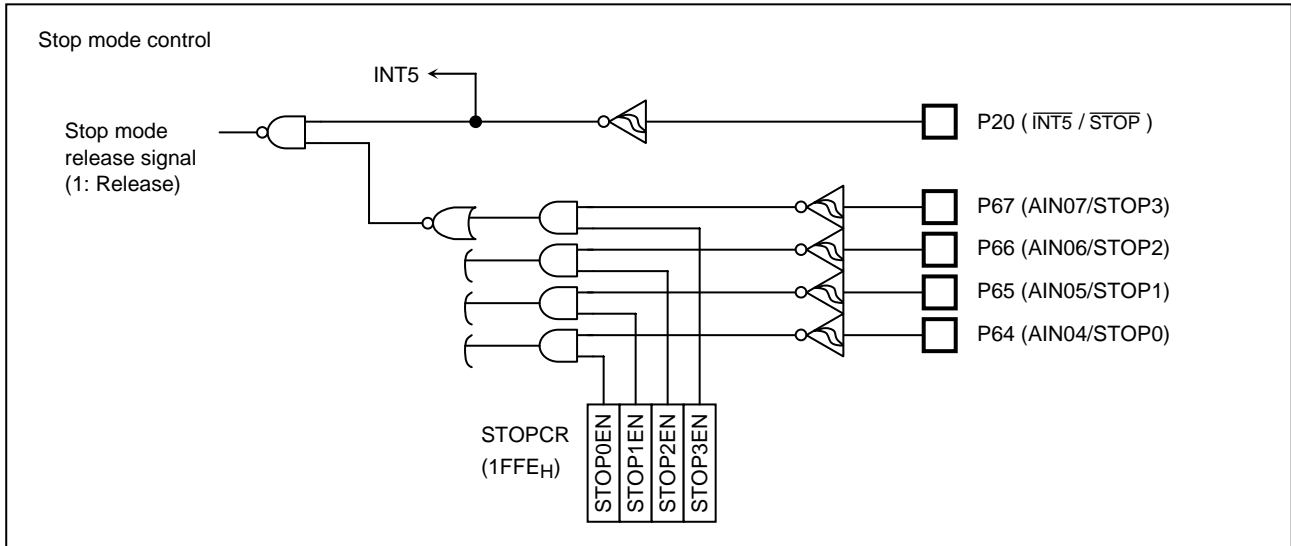 Stop mode control
INT5
P20 ( INT5 / STOP )
Stop mode
release signal
(1: Release)
P67 (AIN07/STOP3)
P66 (AIN06/STOP2)
P65 (AIN05/STOP1)
P64 (AIN04/STOP0)
STOPCR
(1FFEH)
STOP0EN
STOP1EN
STOP2EN
STOP3EN